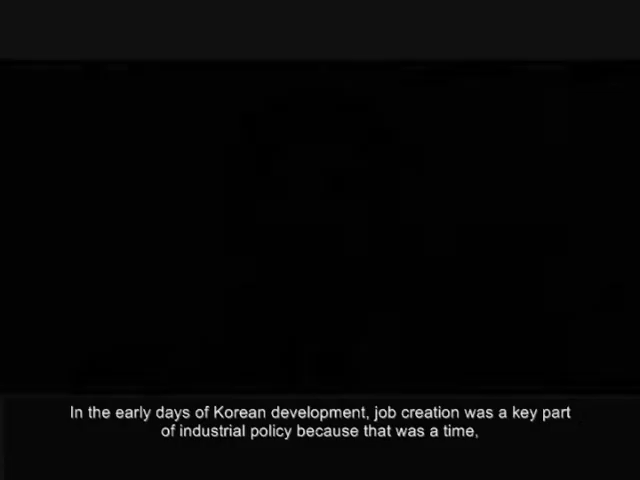 In the early days of Korean development, job creation was a key part
of industrial policy because that was a time,